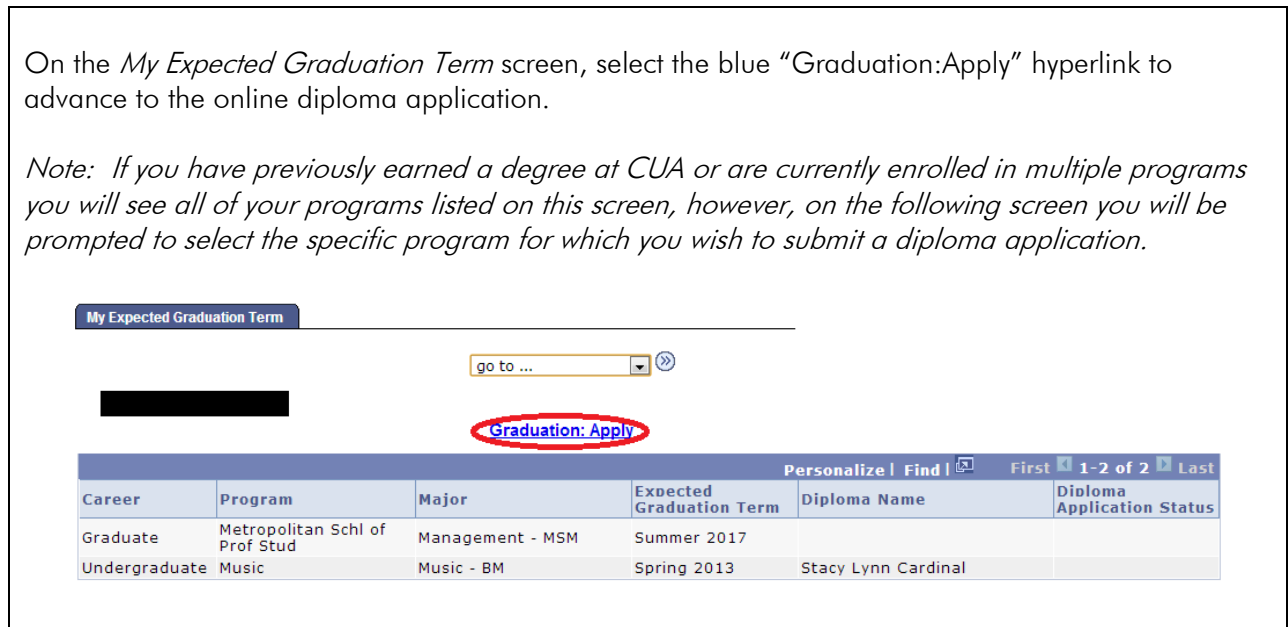 On the My Expected Graduation Term screen, select the blue “Graduation:Apply” hyperlink to
advance to the online diploma application.
Note: If you have previously earned a degree at CUA or are currently enrolled in multiple programs
you will see all of your programs listed on this screen, however, on the following screen you will be
prompted to select the specific program for which you wish to submit a diploma application.
My Expected Graduation Term
go to ...
Graduation: Apply
Personalize | Find | First 1-2 of 2 Last
Career Program Major Expected Graduation Term Diploma Name Diploma Application Status
Graduate Metropolitan Schl of Prof Stud Management - MSM Summer 2017
Undergraduate Music Music - BM Spring 2013 Stacy Lynn Cardinal